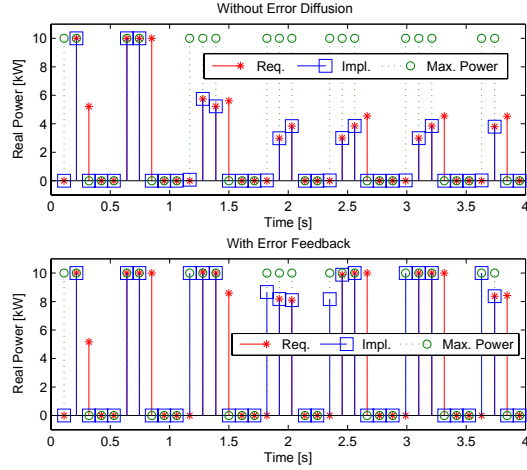 Without Error Diffusion
10
8
6
4
2
0
Real Power [kW]
Req. Impl. Max. Power
0 0.5 1 1.5 2 2.5 3 3.5 4
Time [s]
With Error Feedback
10
8
6
4
2
0
Real Power [kW]
Req. Impl. Max. Power
0 0.5 1 1.5 2 2.5 3 3.5 4
Time [s]